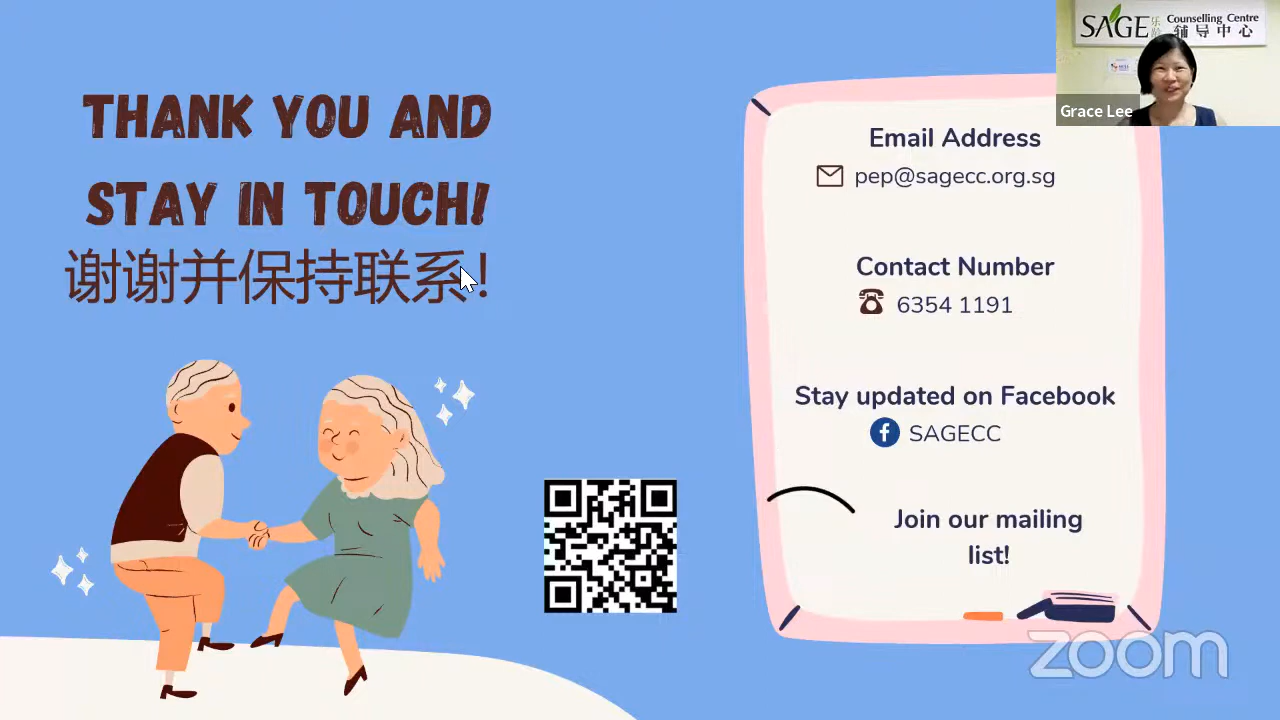 THANK YOU AND
STAY IN TOUCH!
谢谢并保持联系!
Email Address
pep@sagecc.org.sg
Contact Number
6354 1191
Stay updated on Facebook
SAGECC
Join our mailing
list!
SAGE 乐龄 Counselling Centre
辅导中心
Grace Lee
zoom